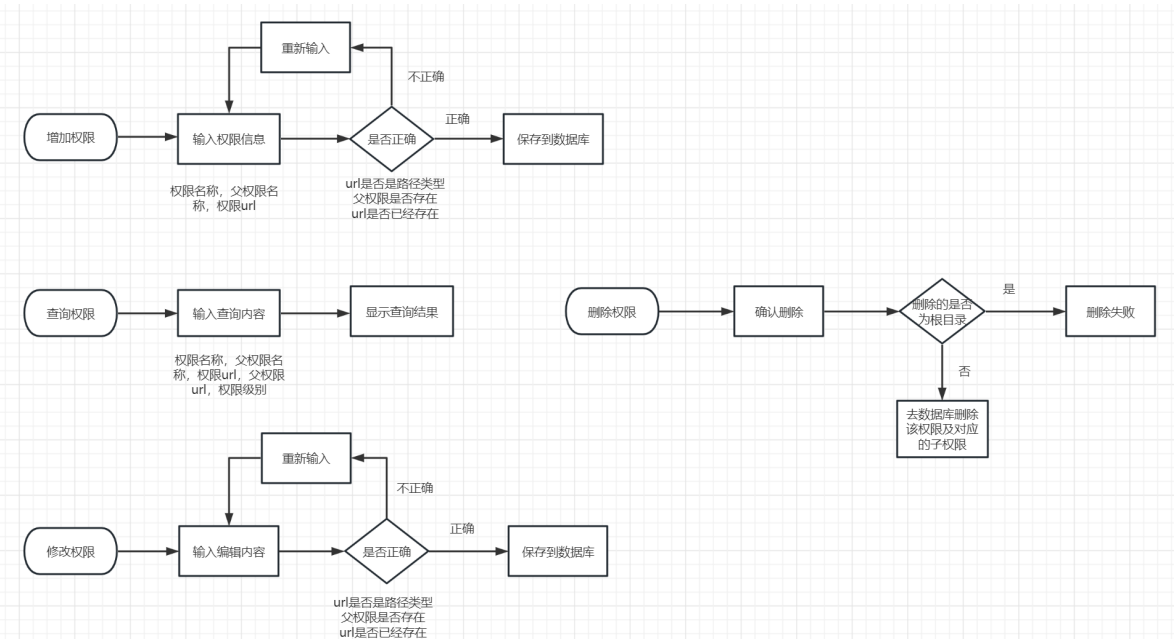 重新输入
不正确
增加权限
输入权限信息
是否正确
正确
保存到数据库
权限名称，父权限名
称，权限url
url是否是路径类型
父权限是否存在
url是否已经存在
查询权限
输入查询内容
显示查询结果
权限名称，父权限名
称，权限url，父权限
url，权限级别
删除权限
确认删除
删除的是否
为根目录
是
删除失败
否
去数据库删除
该权限及对应
的子权限
重新输入
不正确
修改权限
输入编辑内容
是否正确
正确
保存到数据库
url是否是路径类型
父权限是否存在
url是否已经存在